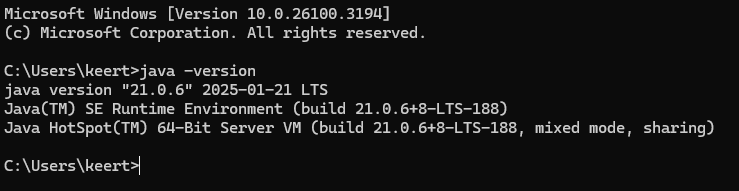 Microsoft Windows [Version 10.0.26100.3194]
(c) Microsoft Corporation. All rights reserved.
C:\Users\keert>java -version
java version "21.0.6" 2025-01-21 LTS
Java(TM) SE Runtime Environment (build 21.0.6+8-LTS-188)
Java HotSpot(TM) 64-Bit Server VM (build 21.0.6+8-LTS-188, mixed mode, sharing)
C:\Users\keert>